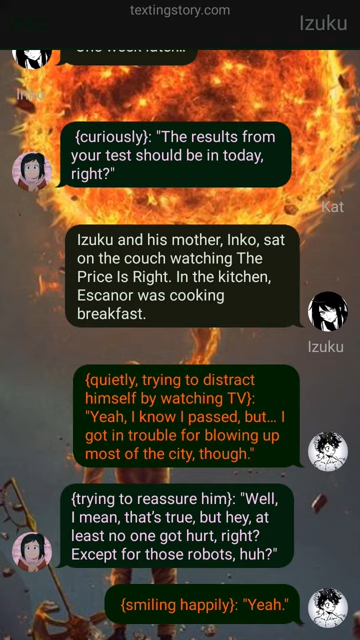 textingstory.com
Izuku
One week later...
{curiously}: "The results from
your test should be in today,
right?"
Kat
Izuku and his mother, Inko, sat
on the couch watching The
Price Is Right. In the kitchen,
Escanor was cooking
breakfast.
Izuku
{quietly, trying to distract
himself by watching TV}:
"Yeah, I know I passed, but... I
got in trouble for blowing up
most of the city, though."
{trying to reassure him}: "Well,
I mean, that's true, but hey, at
least no one got hurt, right?
Except for those robots, huh?"
{smiling happily}: "Yeah."